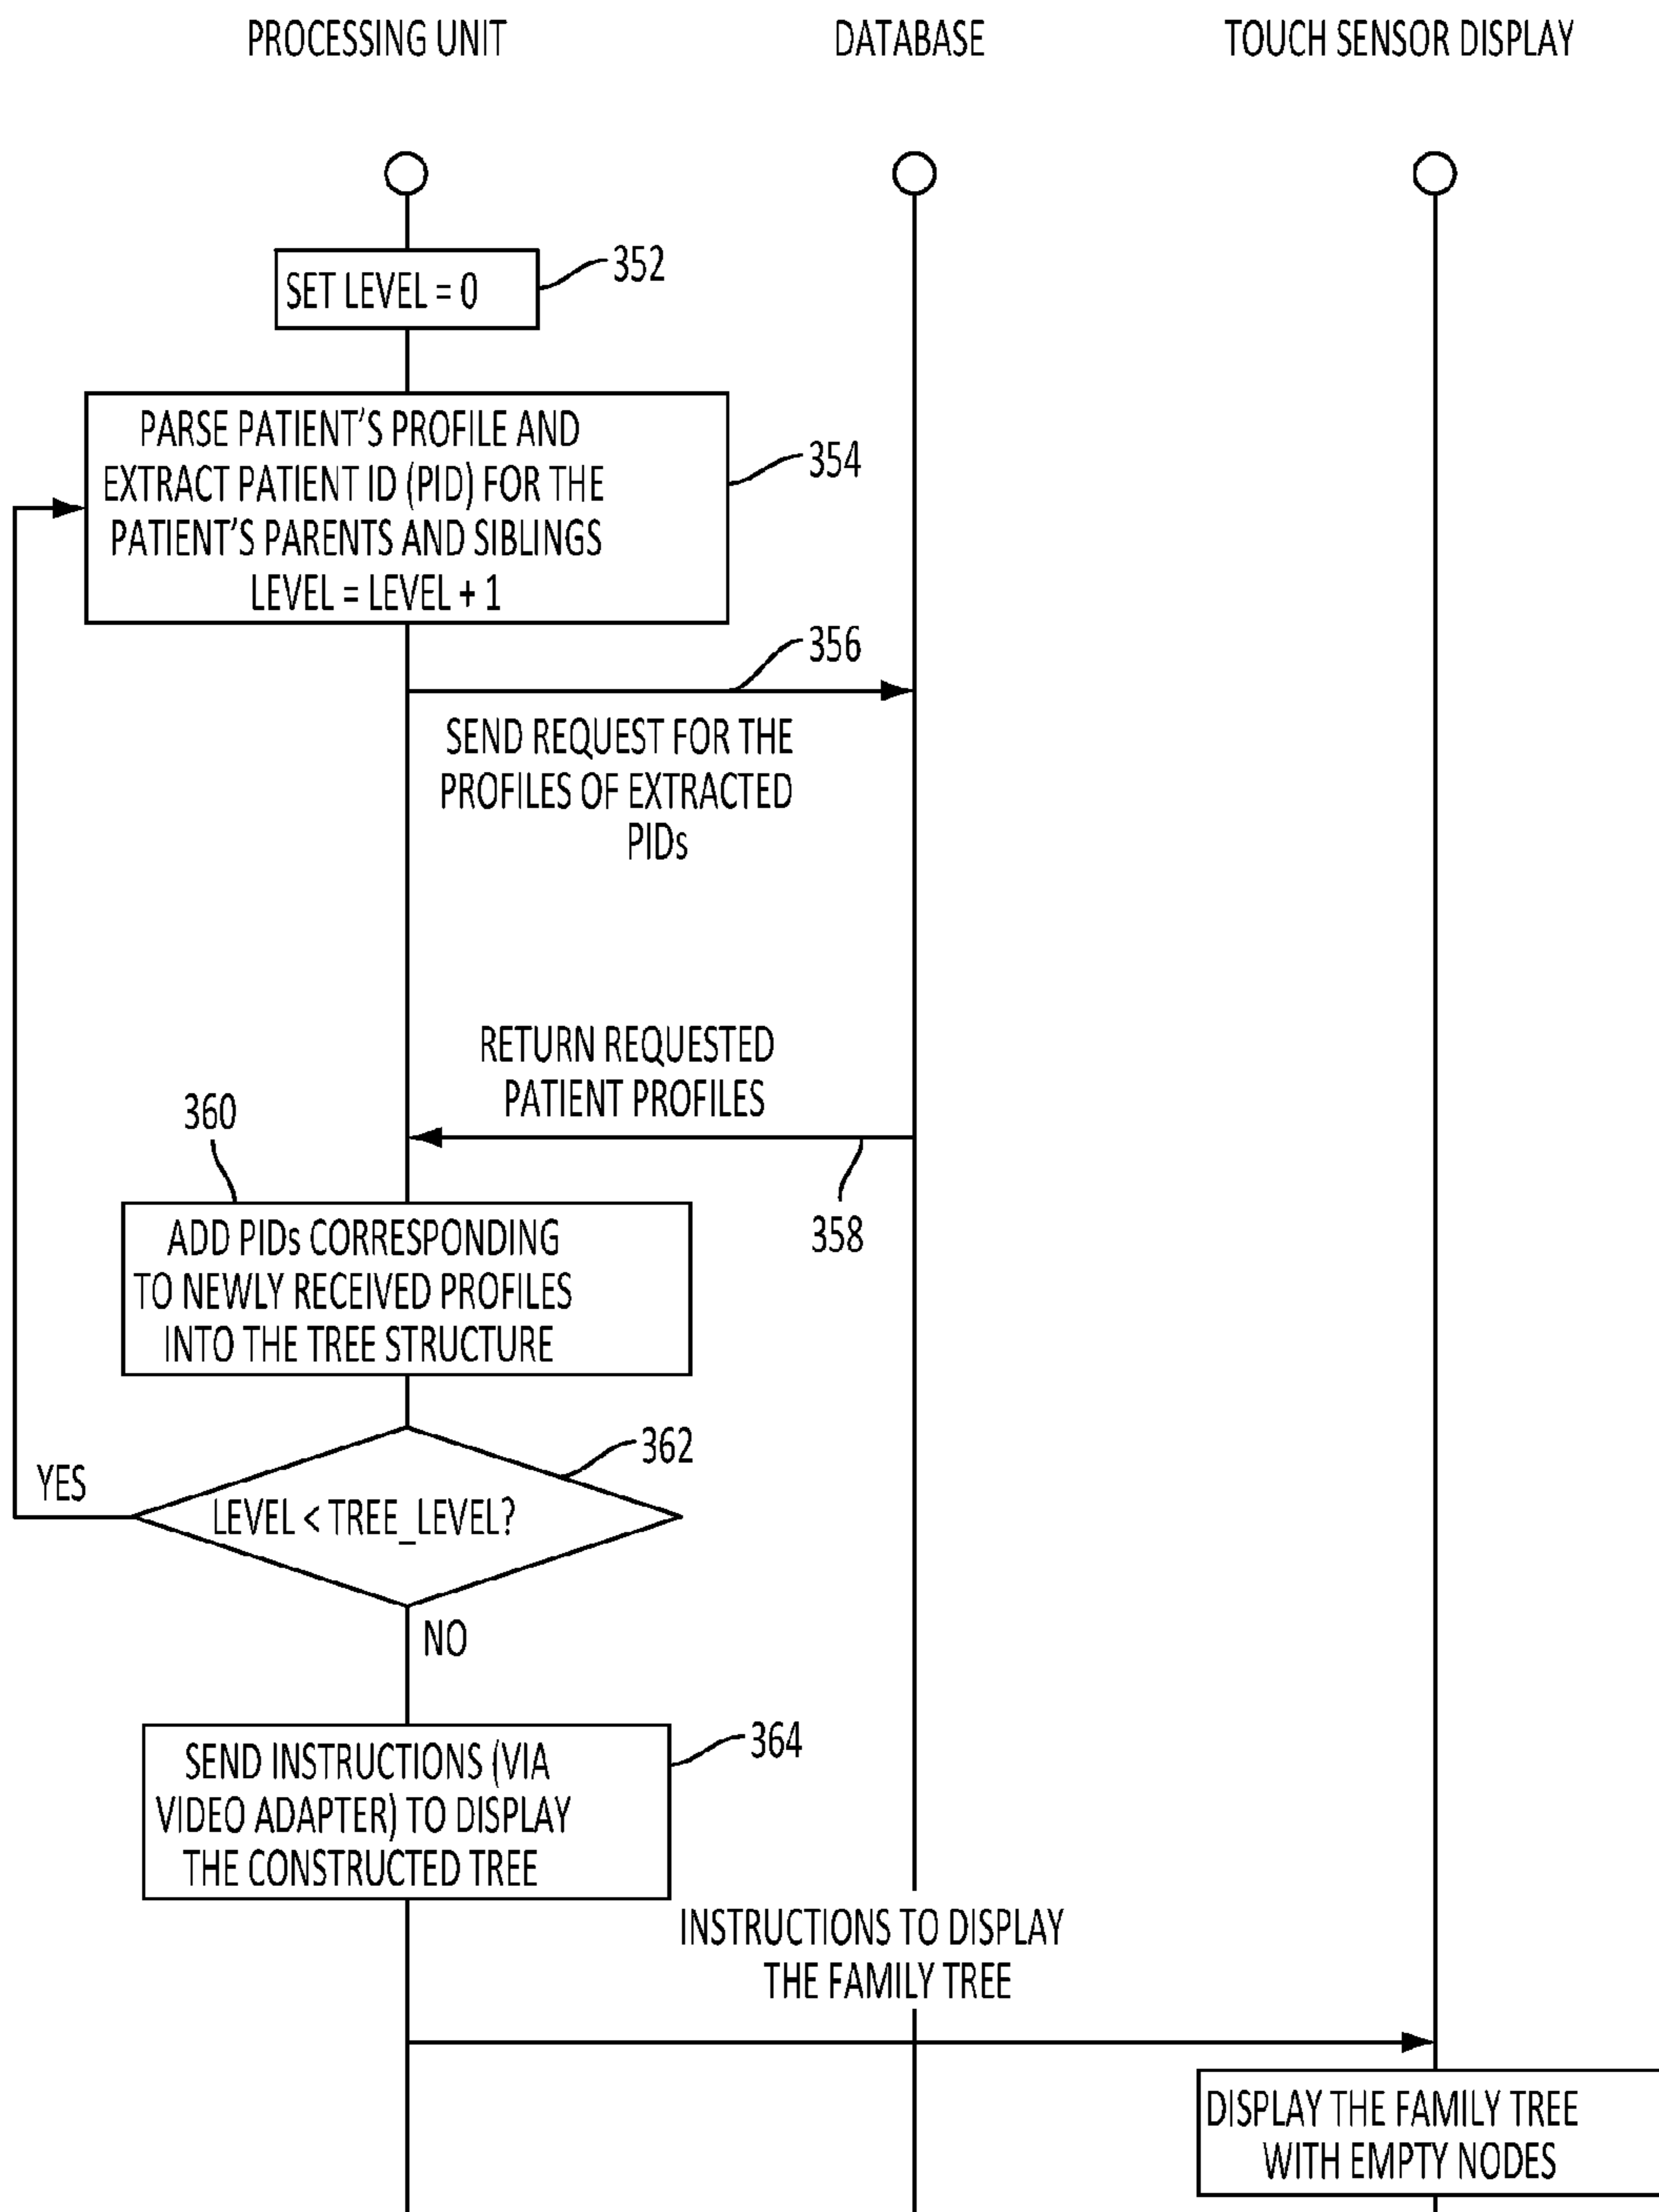 PROCESSING UNIT
DATABASE
TOUCH SENSOR DISPLAY
SET LEVEL = 0
352
PARSE PATIENT'S PROFILE AND
EXTRACT PATIENT ID (PID) FOR THE
PATIENT'S PARENTS AND SIBLINGS
LEVEL = LEVEL + 1
354
356
SEND REQUEST FOR THE
PROFILES OF EXTRACTED
PIDs
RETURN REQUESTED
PATIENT PROFILES
358
360
ADD PIDs CORRESPONDING
TO NEWLY RECEIVED PROFILES
INTO THE TREE STRUCTURE
362
YES
LEVEL < TREE_LEVEL?
NO
364
SEND INSTRUCTIONS (VIA
VIDEO ADAPTER) TO DISPLAY
THE CONSTRUCTED TREE
INSTRUCTIONS TO DISPLAY
THE FAMILY TREE
DISPLAY THE FAMILY TREE
WITH EMPTY NODES